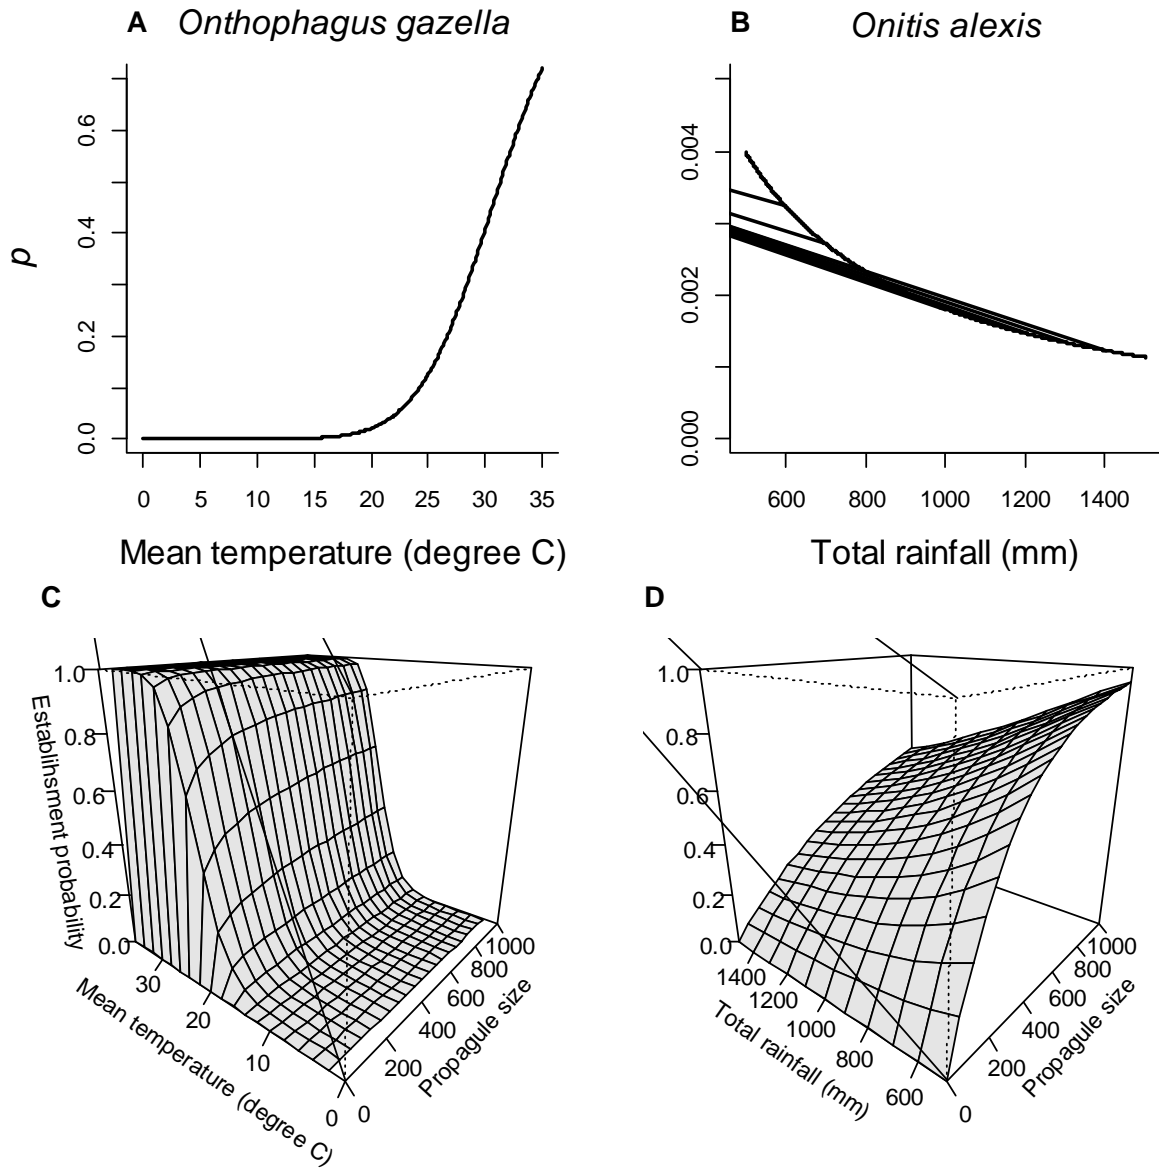 A Onthophagus gazella
B Onitis alexis
p
0.0 0.2 0.4 0.6
0 5 10 15 20 25 30 35
Mean temperature (degree C)
0.000 0.002 0.004
600 800 1000 1200 1400
Total rainfall (mm)
C
Establihsment probability
1.0
0.8
0.6
0.4
0.2
0.0
30
20
10
0
Mean temperature (degree C)
0
200
400
600
800
1000
Propagule size
D
1.0
0.8
0.6
0.4
0.2
0.0
1400
1200
1000
800
600
Total rainfall (mm)
0
200
400
600
800
1000
Propagule size